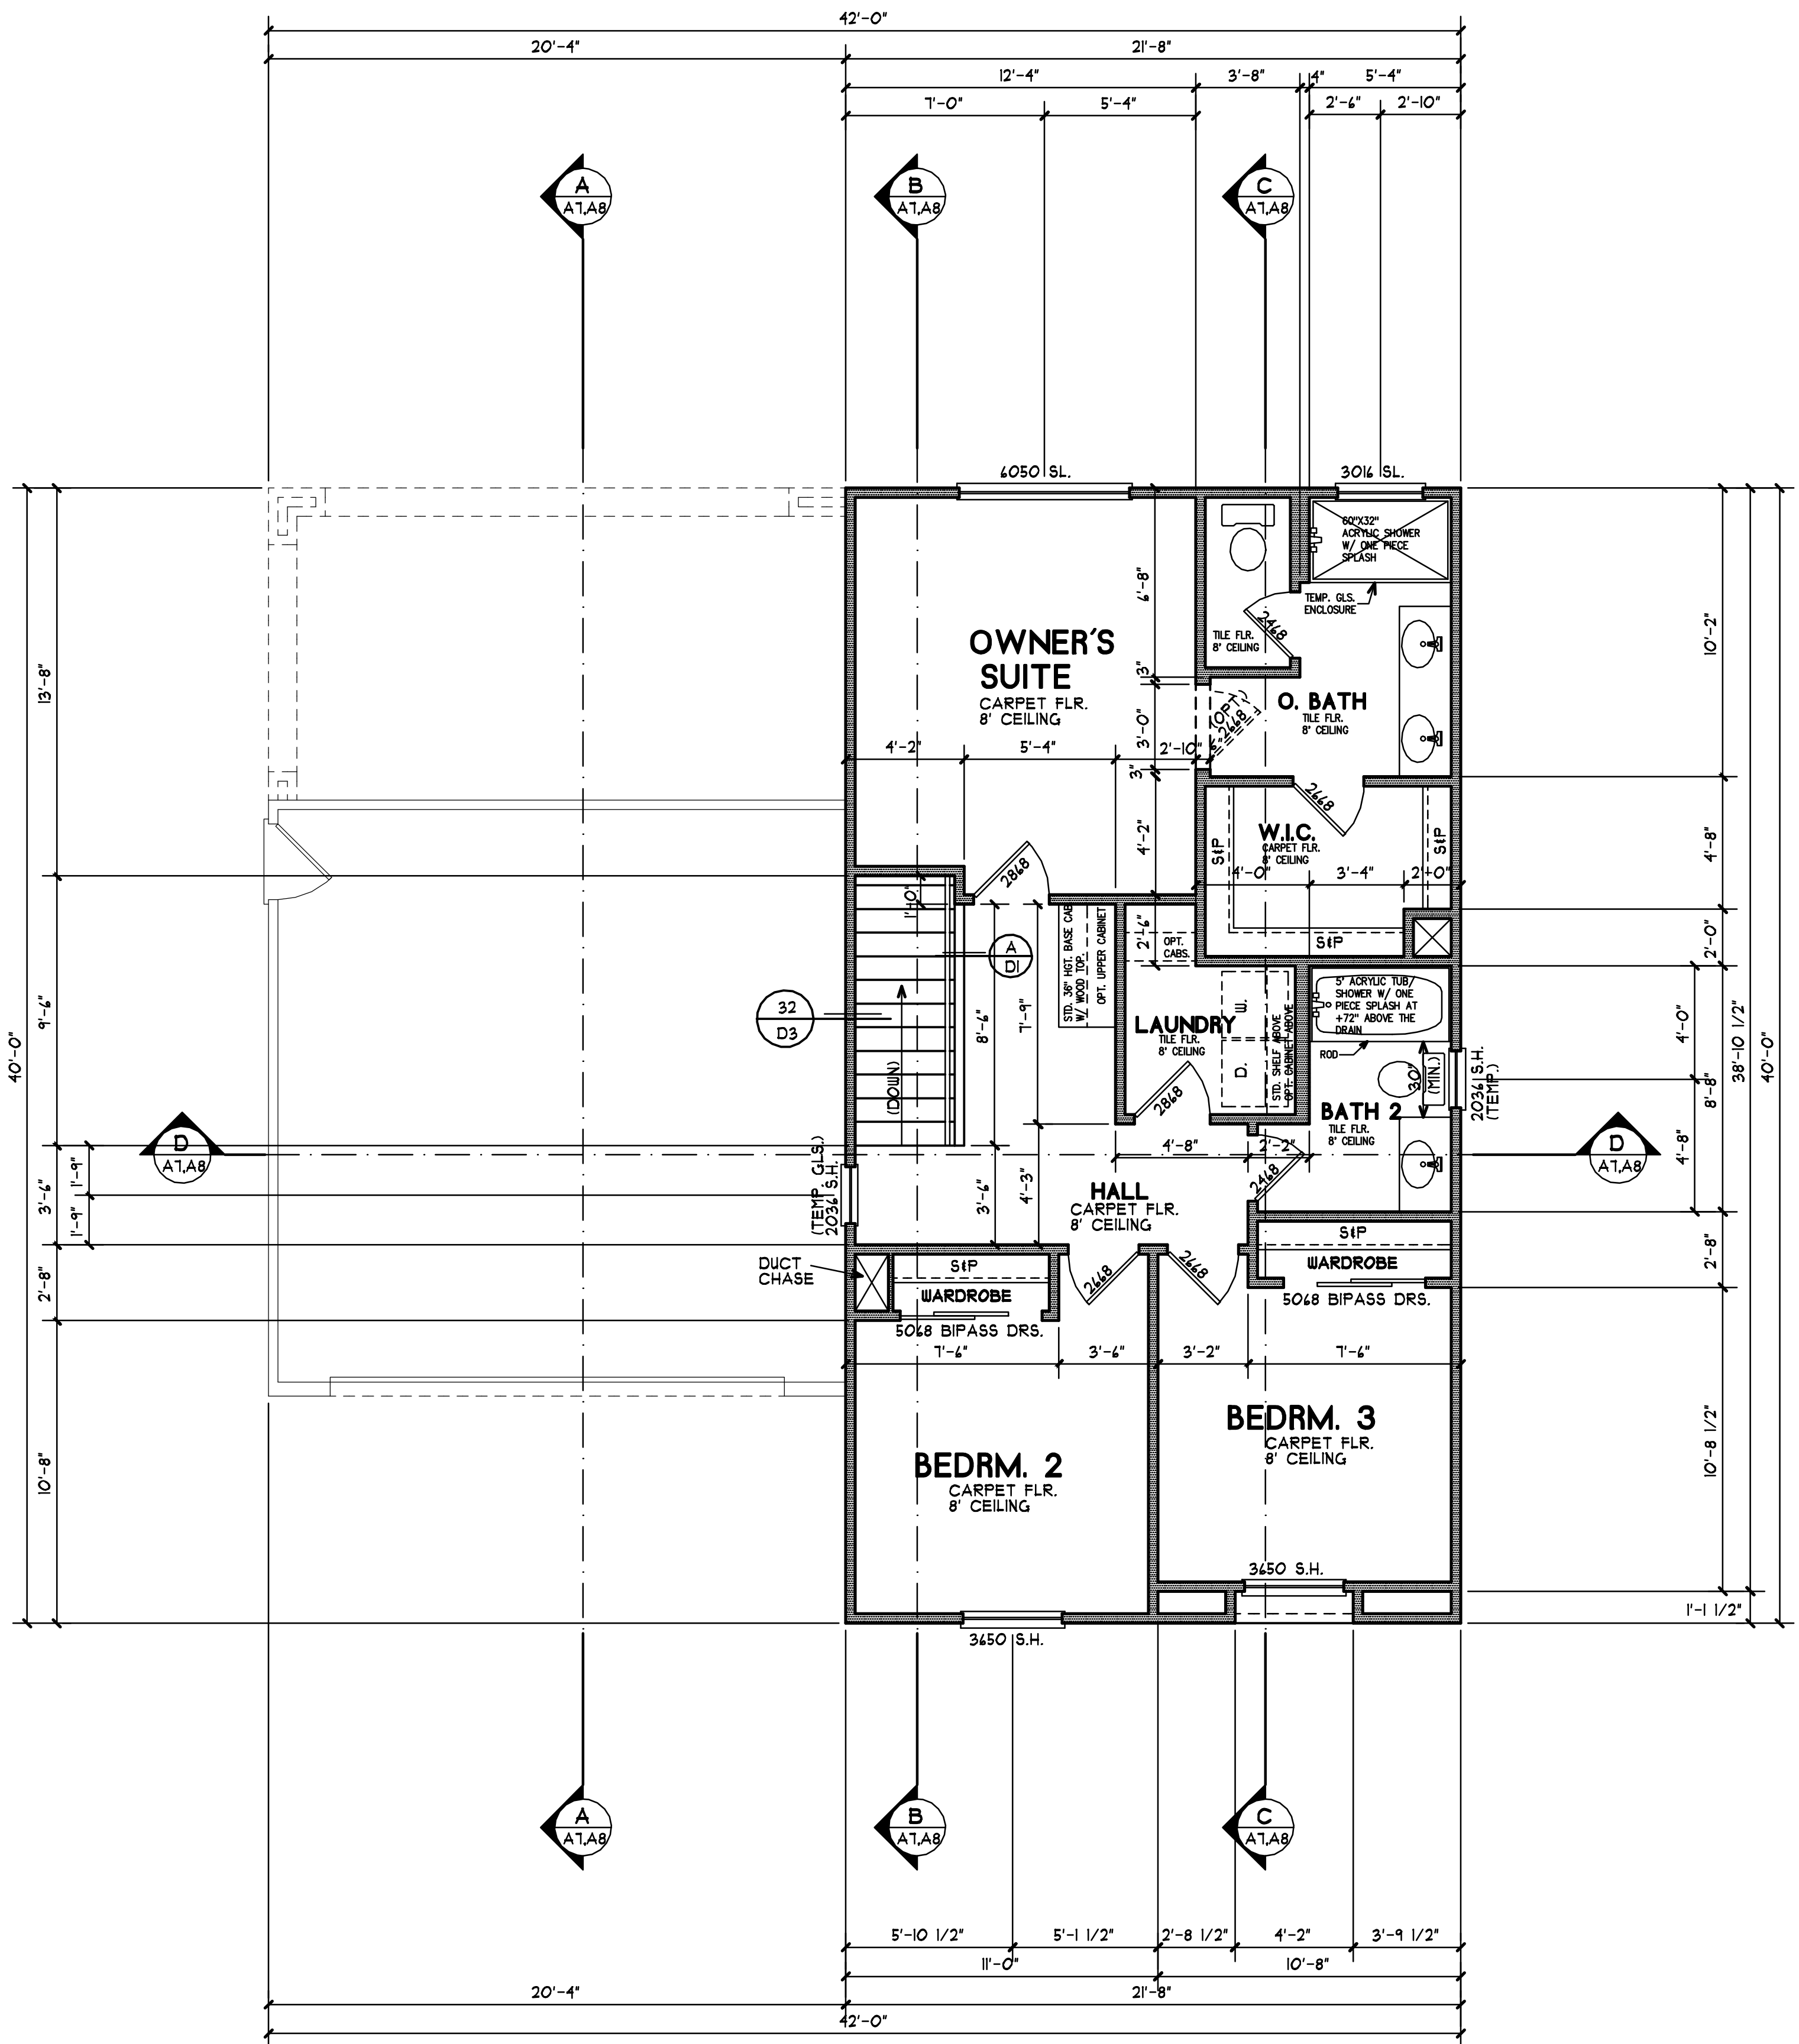 42'-0"
20'-4"
21'-8"
12'-4"
3'-8"
4"
5'-4"
7'-0"
5'-4"
2'-6"
2'-10"
A
A7,A8
B
A7,A8
C
A7,A8
6050 SL.
3016 SL.
60"X32"
ACRYLIC SHOWER
W/ ONE PIECE
SPLASH
TEMP. GLS.
ENCLOSURE
6'-8"
2468
TILE FLR.
8' CEILING
OWNER'S
SUITE
CARPET FLR.
8' CEILING
3"
3'-0"
3"
(OPT.)
2668
6"
O. BATH
TILE FLR.
8' CEILING
4'-2"
5'-4"
2'-10"
10'-2"
13'-8"
2668
W.I.C.
CARPET FLR.
8' CEILING
S&P
S&P
4'-2"
4'-8"
4'-0"
3'-4"
2'-0"
S&P
2868
1'-0"
2'-6"
2'-0"
A
D1
STD. 36" HGT. BASE CAB
W/ WOOD TOP.
OPT. UPPER CABINET
OPT.
CABS.
32
D3
(DOWN)
8'-6"
7'-9"
9'-6"
40'-0"
LAUNDRY
TILE FLR.
8' CEILING
W.
D.
STD. SHELF ABOVE
OPT. CABINET ABOVE
2868
5' ACRYLIC TUB/
SHOWER W/ ONE
PIECE SPLASH AT
+72" ABOVE THE
DRAIN
ROD
30"
(MIN.)
2036 S.H.
(TEMP.)
4'-0"
8'-8"
38'-10 1/2"
40'-0"
BATH 2
TILE FLR.
8' CEILING
4'-8"
D
A7,A8
D
A7,A8
4'-8"
2'-2"
2468
1'-9"
3'-6"
1'-9"
(TEMP. GLS.)
2036 S.H.
3'-6"
4'-3"
HALL
CARPET FLR.
8' CEILING
DUCT
CHASE
S&P
WARDROBE
5068 BIPASS DRS.
2668
2668
S&P
WARDROBE
5068 BIPASS DRS.
2'-8"
2'-8"
7'-6"
3'-6"
3'-2"
7'-6"
BEDRM. 3
CARPET FLR.
8' CEILING
BEDRM. 2
CARPET FLR.
8' CEILING
10'-8"
10'-8 1/2"
3650 S.H.
1'-1 1/2"
3650 S.H.
A
A7,A8
B
A7,A8
C
A7,A8
5'-10 1/2"
5'-1 1/2"
2'-8 1/2"
4'-2"
3'-9 1/2"
11'-0"
10'-8"
20'-4"
21'-8"
42'-0"